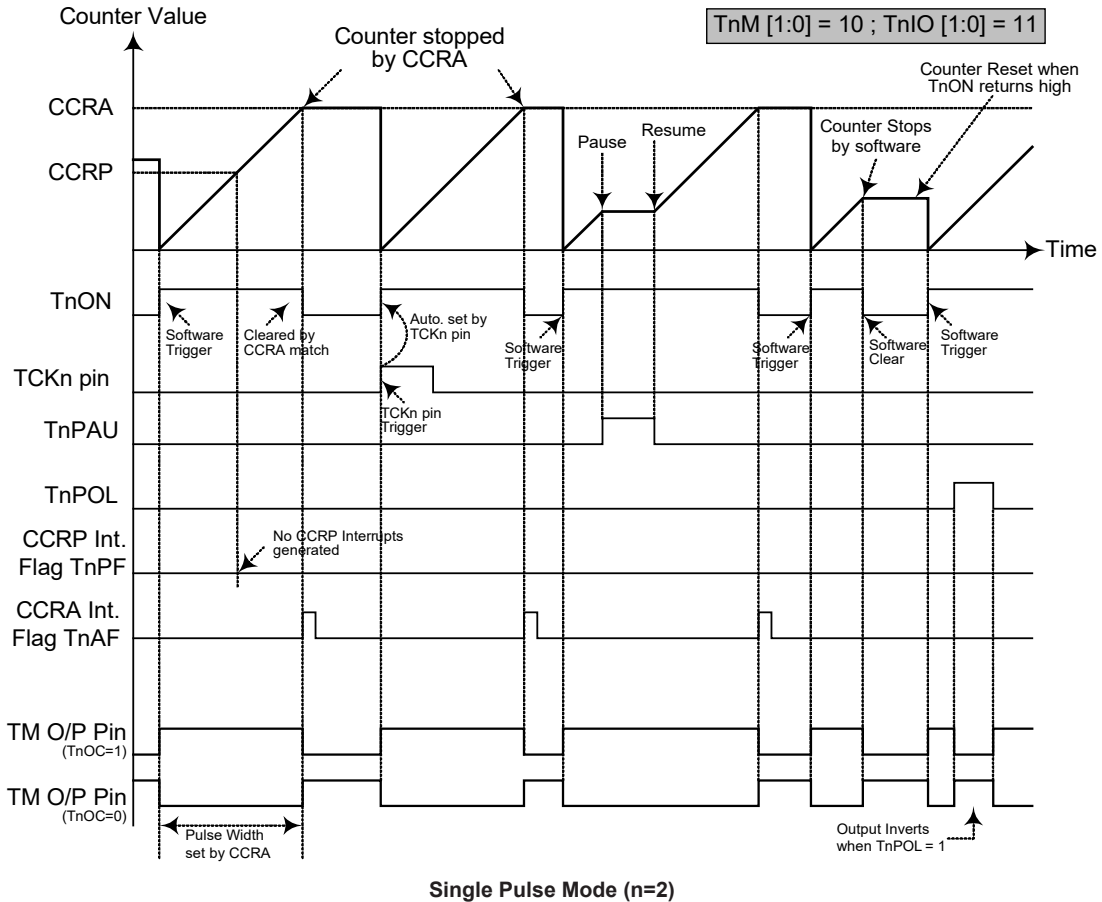 Counter Value
TnM [1:0] = 10 ; TnIO [1:0] = 11
Counter stopped
by CCRA
Counter Reset when
TnON returns high
CCRA
Pause
Resume
Counter Stops
by software
CCRP
Time
TnON
Software
Trigger
Cleared by
CCRA match
Auto. set by
TCKn pin
Software
Trigger
Software
Trigger
Software
Clear
Software
Trigger
TCKn pin
TCKn pin
Trigger
TnPAU
TnPOL
CCRP Int.
Flag TnPF
No CCRP Interrupts
generated
CCRA Int.
Flag TnAF
TM O/P Pin
(TnOC=1)
TM O/P Pin
(TnOC=0)
Pulse Width
set by CCRA
Output Inverts
when TnPOL = 1
Single Pulse Mode (n=2)